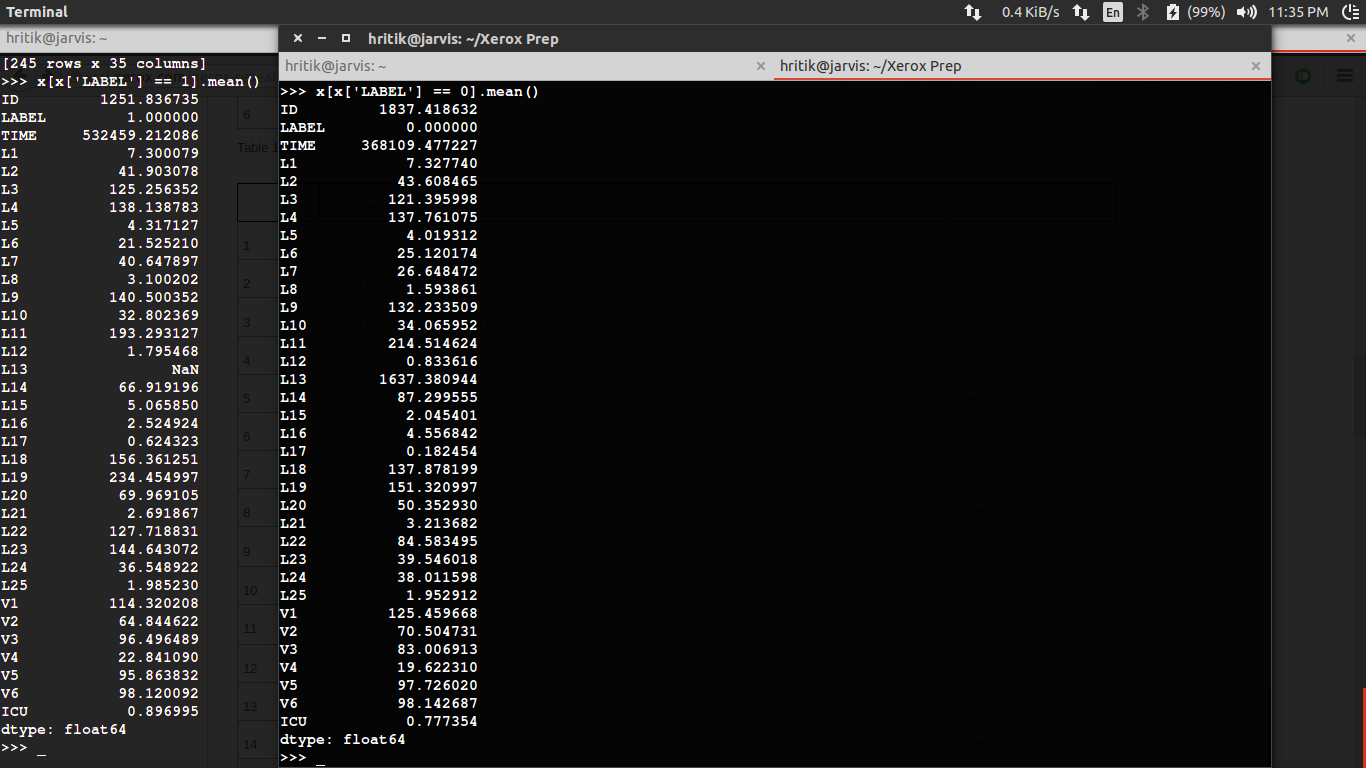 Terminal
0.4 KiB/s En (99%) 11:35 PM
hritik@jarvis: ~
[245 rows x 35 columns]
>>> x[x['LABEL'] == 1].mean()
ID 1251.836735
LABEL 1.000000
TIME 532459.212086
L1 7.300079
L2 41.903078
L3 125.256352
L4 138.138783
L5 4.317127
L6 21.525210
L7 40.647897
L8 3.100202
L9 140.500352
L10 32.802369
L11 193.293127
L12 1.795468
L13 NaN
L14 66.919196
L15 5.065850
L16 2.524924
L17 0.624323
L18 156.361251
L19 234.454997
L20 69.969105
L21 2.691867
L22 127.718831
L23 144.643072
L24 36.548922
L25 1.985230
V1 114.320208
V2 64.844622
V3 96.496489
V4 22.841090
V5 95.863832
V6 98.120092
ICU 0.896995
dtype: float64
>>> _
hritik@jarvis: ~/Xerox Prep
hritik@jarvis: ~
hritik@jarvis: ~/Xerox Prep
>>> x[x['LABEL'] == 0].mean()
ID 1837.418632
LABEL 0.000000
TIME 368109.477227
L1 7.327740
L2 43.608465
L3 121.395998
L4 137.761075
L5 4.019312
L6 25.120174
L7 26.648472
L8 1.593861
L9 132.233509
L10 34.065952
L11 214.514624
L12 0.833616
L13 1637.380944
L14 87.299555
L15 2.045401
L16 4.556842
L17 0.182454
L18 137.878199
L19 151.320997
L20 50.352930
L21 3.213682
L22 84.583495
L23 39.546018
L24 38.011598
L25 1.952912
V1 125.459668
V2 70.504731
V3 83.006913
V4 19.622310
V5 97.726020
V6 98.142687
ICU 0.777354
dtype: float64
>>> _
6
Table 1
1
2
3
4
5
6
7
8
9
10
11
12
13
14